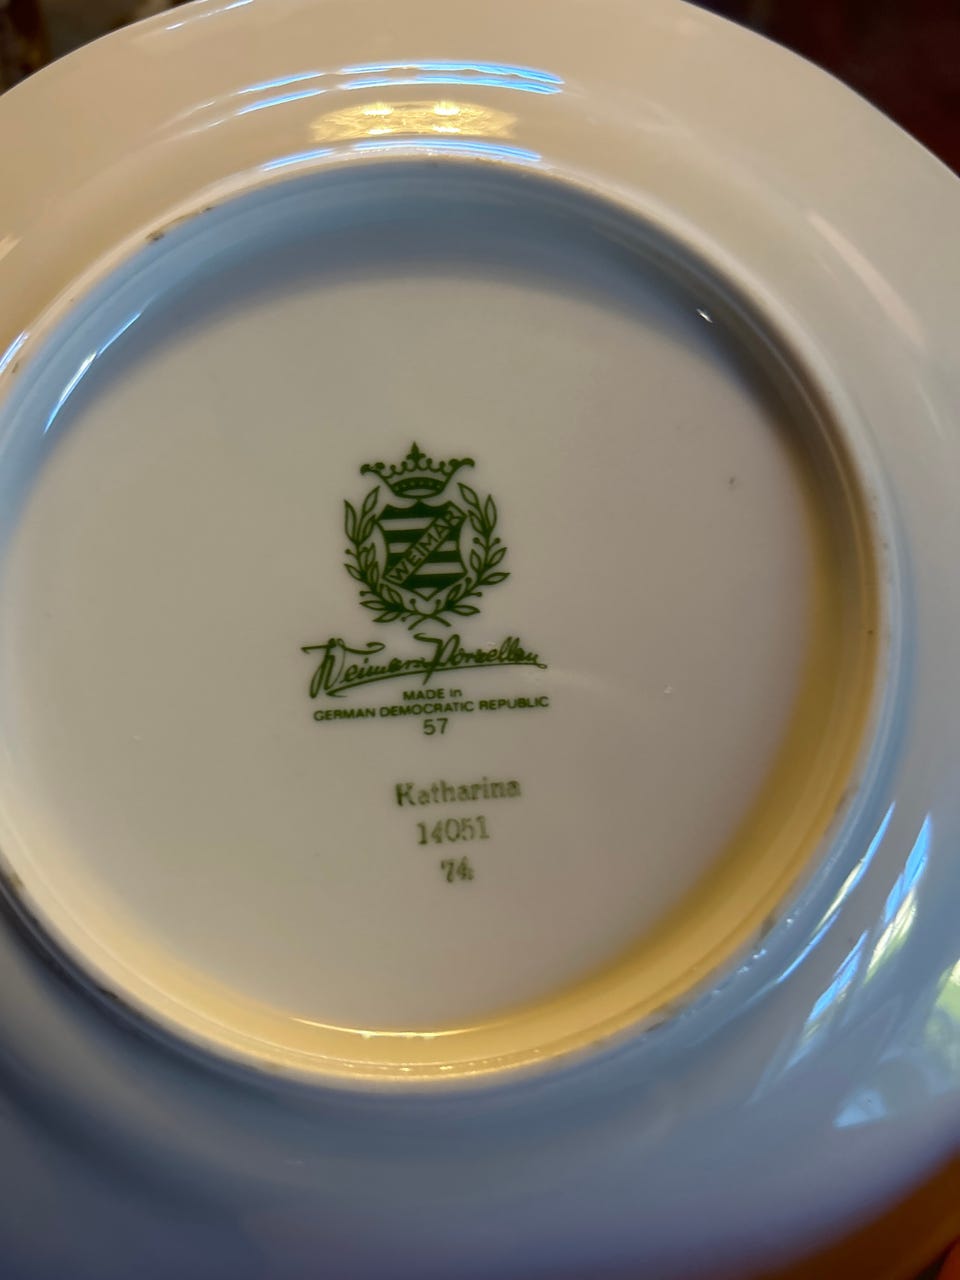 WEIMAR
Weimar Porzellan
MADE in
GERMAN DEMOCRATIC REPUBLIC
57
Katharina
14051
74